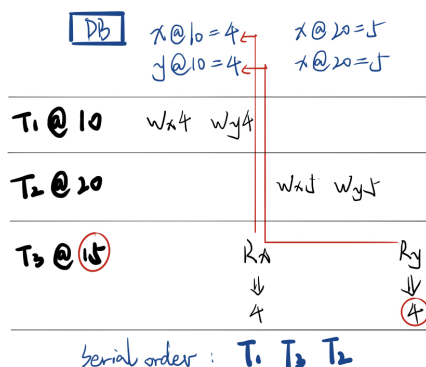 DB x@10=4 x@20=5
y@10=4 x@20=5
T1 @ 10 Wx4 Wy4
T2 @ 20 Wx5 Wy5
T3 @ 15 Rx Ry
⇓ ⇓
4 4
Serial order : T1 T3 T2